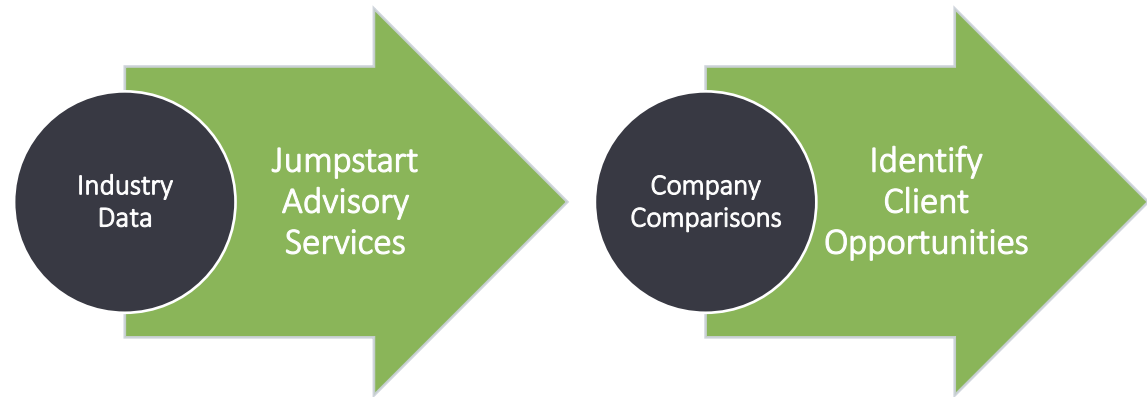 Industry
Data
Jumpstart
Advisory
Services
Company
Comparisons
Identify
Client
Opportunities